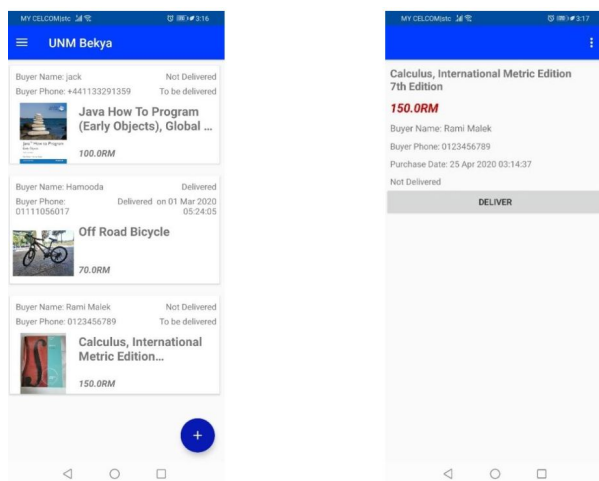 MY CELCOM|stc 3:16
UNM Bekya
Buyer Name: jack Not Delivered
Buyer Phone: +441133291359 To be delivered
Java How To Program
(Early Objects), Global ...
100.0RM
Buyer Name: Hamooda Delivered
Buyer Phone: Delivered on 01 Mar 2020
01111056017 05:24:05
Off Road Bicycle
70.0RM
Buyer Name: Rami Malek Not Delivered
Buyer Phone: 0123456789 To be delivered
Calculus, International
Metric Edition...
150.0RM
+
MY CELCOM|stc 3:17
Calculus, International Metric Edition
7th Edition
150.0RM
Buyer Name: Rami Malek
Buyer Phone: 0123456789
Purchase Date: 25 Apr 2020 03:14:37
Not Delivered
DELIVER